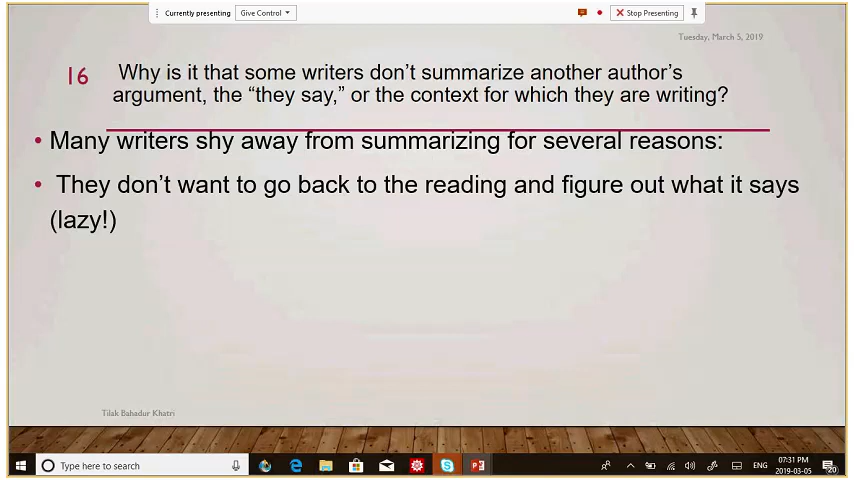 Currently presenting Give Control Stop Presenting
Tuesday, March 5, 2019
16 Why is it that some writers don't summarize another author's
argument, the “they say,” or the context for which they are writing?
• Many writers shy away from summarizing for several reasons:
• They don't want to go back to the reading and figure out what it says
(lazy!)
Tilak Bahadur Khatri
Type here to search
ENG
07:31 PM
2019-03-05
20